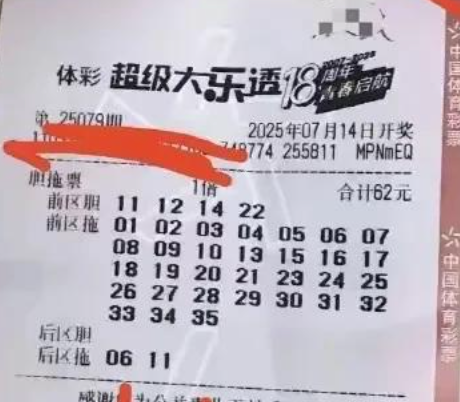 体彩 超级大乐透 18周年 青春启航
第 25079期 2025年07月14日开奖
748774 255811 MPNmEQ
胆拖票 1倍 合计62元
前区胆 11 12 14 22
前区拖 01 02 03 04 05 06 07
08 09 10 13 15 16 17
18 19 20 21 23 24 25
26 27 28 29 30 31 32
33 34 35
后区胆
后区拖 06 11
感谢
中国体育彩票
中国体育彩票